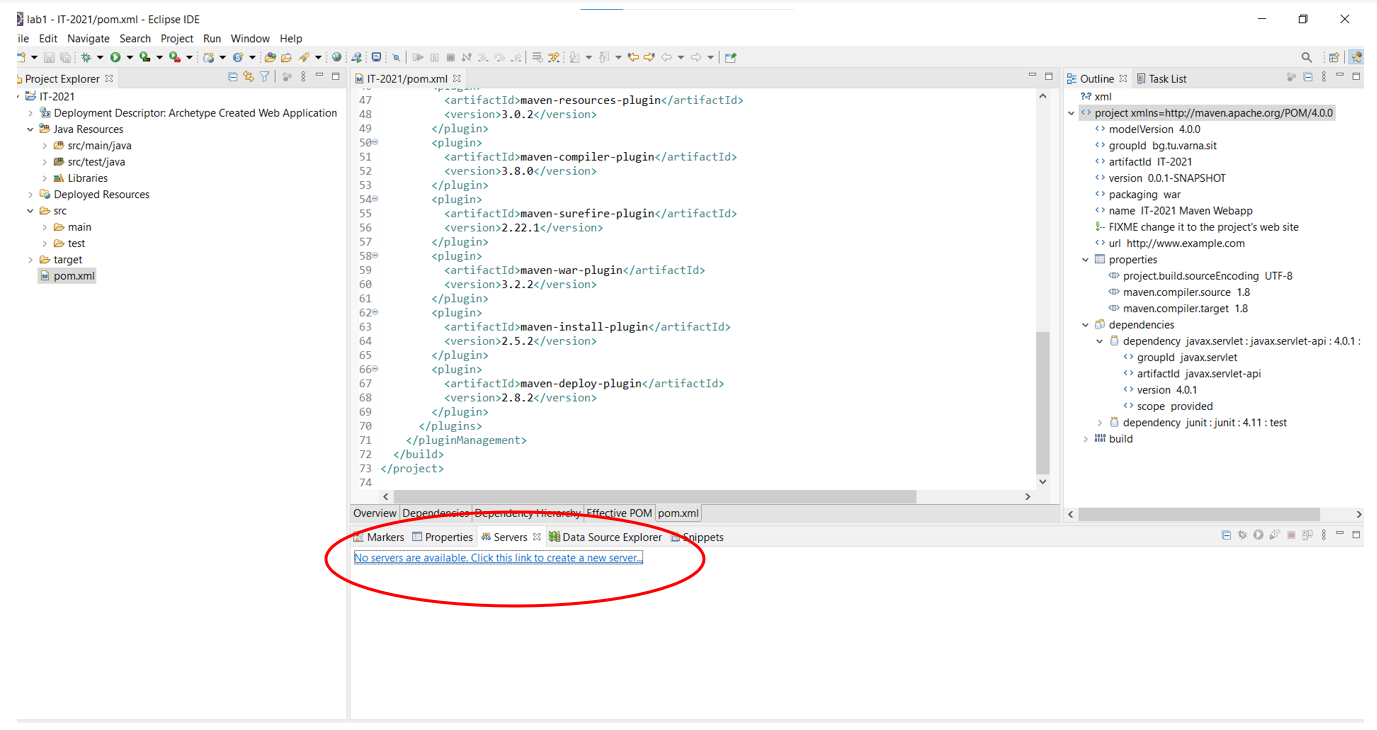 lab1 - IT-2021/pom.xml - Eclipse IDE
ile Edit Navigate Search Project Run Window Help
Project Explorer
IT-2021
Deployment Descriptor: Archetype Created Web Application
Java Resources
src/main/java
src/test/java
Libraries
Deployed Resources
src
main
test
target
pom.xml
IT-2021/pom.xml
47 <artifactId>maven-resources-plugin</artifactId>
48 <version>3.0.2</version>
49 </plugin>
50 <plugin>
51 <artifactId>maven-compiler-plugin</artifactId>
52 <version>3.8.0</version>
53 </plugin>
54 <plugin>
55 <artifactId>maven-surefire-plugin</artifactId>
56 <version>2.22.1</version>
57 </plugin>
58 <plugin>
59 <artifactId>maven-war-plugin</artifactId>
60 <version>3.2.2</version>
61 </plugin>
62 <plugin>
63 <artifactId>maven-install-plugin</artifactId>
64 <version>2.5.2</version>
65 </plugin>
66 <plugin>
67 <artifactId>maven-deploy-plugin</artifactId>
68 <version>2.8.2</version>
69 </plugin>
70 </plugins>
71 </pluginManagement>
72 </build>
73 </project>
74
Overview Dependencies Dependency Hierarchy Effective POM pom.xml
Markers Properties Servers Data Source Explorer Snippets
No servers are available. Click this link to create a new server...
Outline Task List
?-? xml
project xmlns=http://maven.apache.org/POM/4.0.0
modelVersion 4.0.0
groupId bg.tu.varna.sit
artifactId IT-2021
version 0.0.1-SNAPSHOT
packaging war
name IT-2021 Maven Webapp
FIXME change it to the project's web site
url http://www.example.com
properties
project.build.sourceEncoding UTF-8
maven.compiler.source 1.8
maven.compiler.target 1.8
dependencies
dependency javax.servlet : javax.servlet-api : 4.0.1 :
groupId javax.servlet
artifactId javax.servlet-api
version 4.0.1
scope provided
dependency junit : junit : 4.11 : test
build